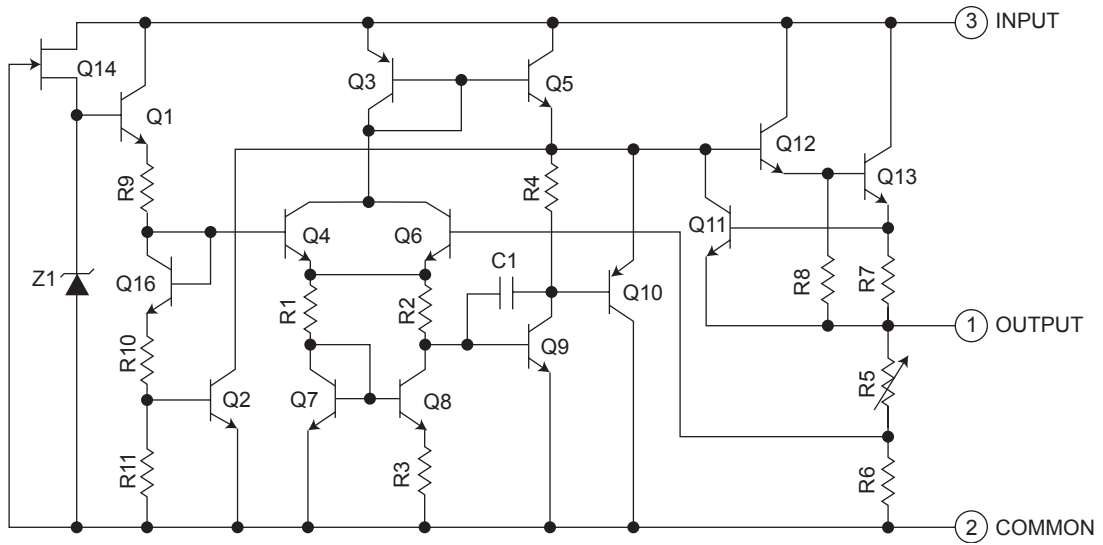 3 INPUT
Q14
Q1
Q3
Q5
Q12
Q13
R9
R4
Q11
Q4
Q6
C1
Z1
Q16
R1
R2
Q10
R8
R7
1 OUTPUT
R10
Q9
R5
Q2
Q7
Q8
R11
R3
R6
2 COMMON